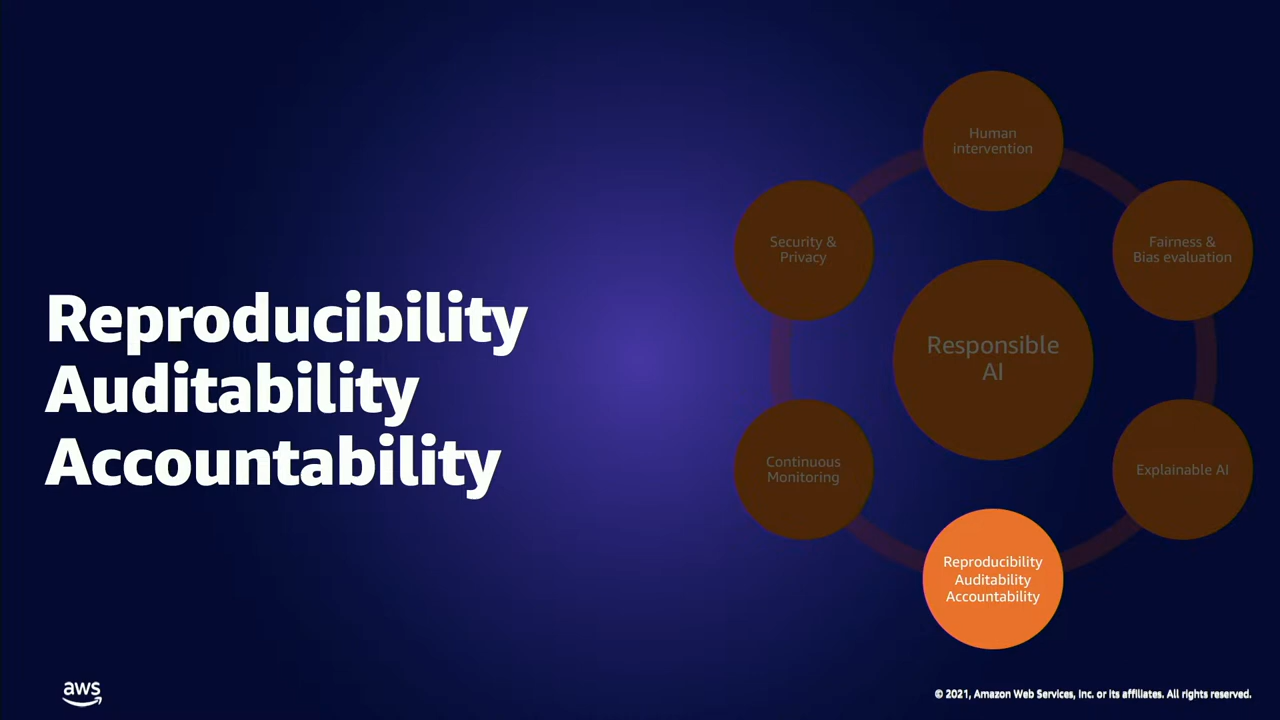 Reproducibility
Auditability
Accountability
Human
intervention
Security &
Privacy
Fairness &
Bias evaluation
Responsible
AI
Continuous
Monitoring
Explainable AI
Reproducibility
Auditability
Accountability
aws
© 2021, Amazon Web Services, Inc. or its affiliates. All rights reserved.